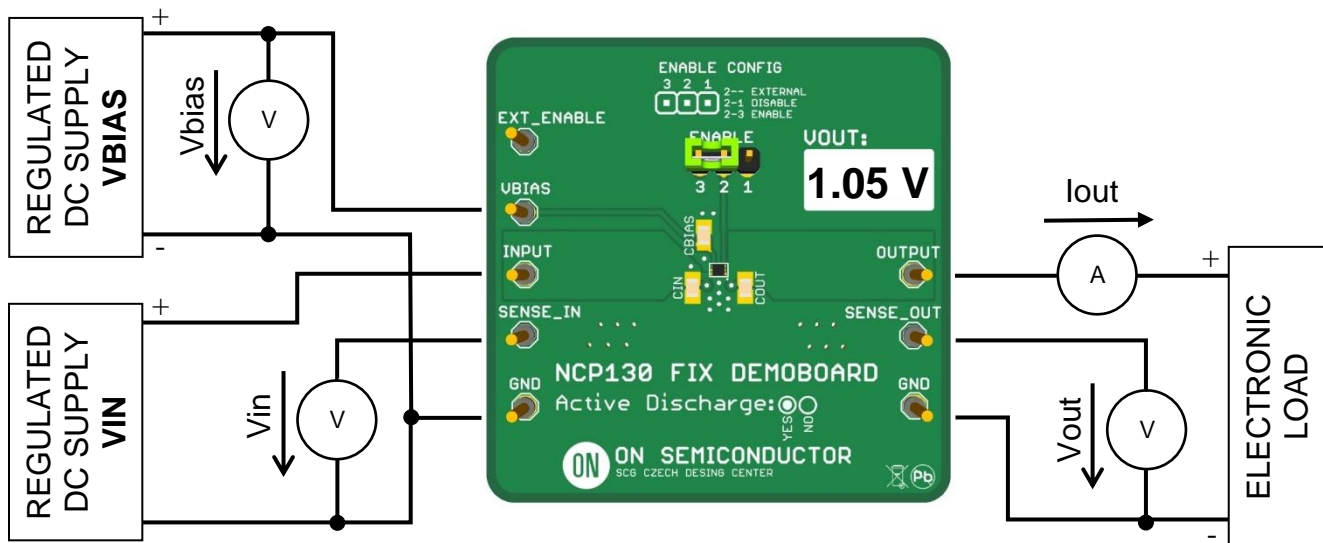 REGULATED
DC SUPPLY
VBIAS
+
-
Vbias
V
REGULATED
DC SUPPLY
VIN
+
-
Vin
V
ENABLE CONFIG
3 2 1
2-- EXTERNAL
2-1 DISABLE
2-3 ENABLE
EXT_ENABLE
ENABLE
3 2 1
VOUT:
1.05 V
VBIAS
CBIAS
INPUT
OUTPUT
CIN
COUT
SENSE_IN
SENSE_OUT
NCP130 FIX DEMOBOARD
GND
GND
Active Discharge:
YES
NO
ON
ON SEMICONDUCTOR
SCG CZECH DESING CENTER
Pb
Iout
A
+
-
Vout
V
ELECTRONIC
LOAD